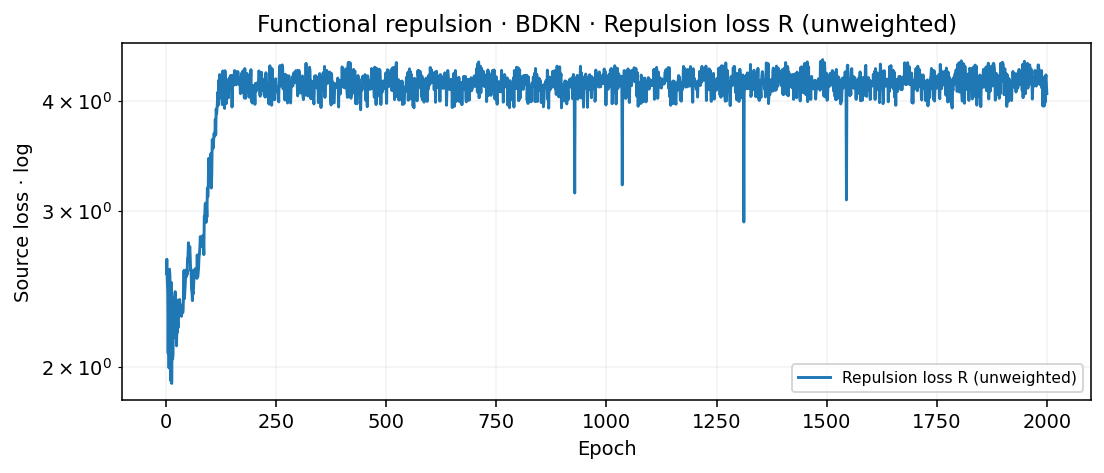 Functional repulsion · BDKN · Repulsion loss R (unweighted)
Source loss · log
4 × 10⁰
3 × 10⁰
2 × 10⁰
Repulsion loss R (unweighted)
0 250 500 750 1000 1250 1500 1750 2000
Epoch